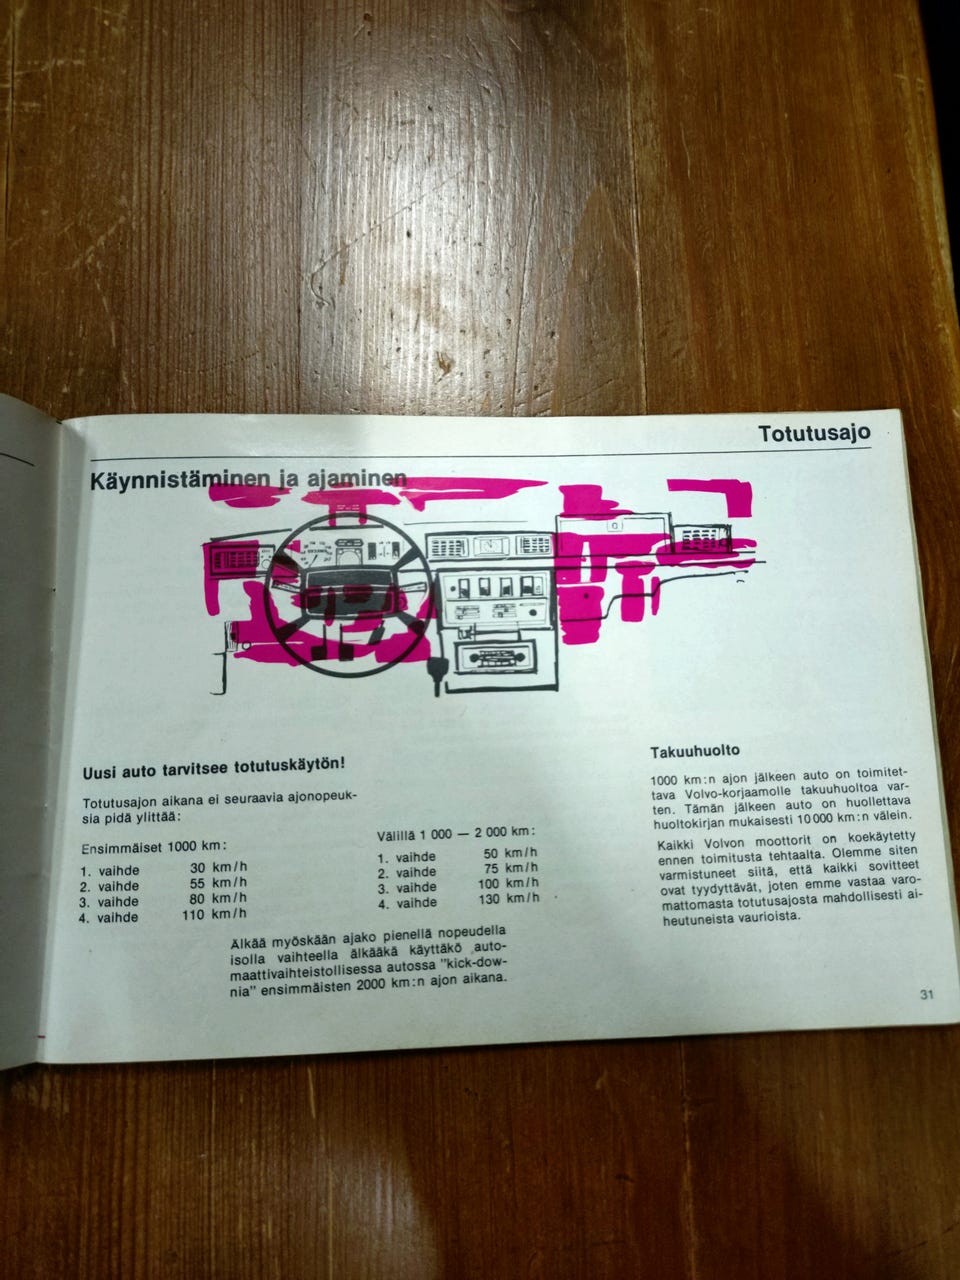 Totutusajo
Käynnistäminen ja ajaminen
Uusi auto tarvitsee totutuskäytön!
Totutusajon aikana ei seuraavia ajonopeuk-
sia pidä ylittää:
Ensimmäiset 1000 km:
1. vaihde 30 km/h
2. vaihde 55 km/h
3. vaihde 80 km/h
4. vaihde 110 km/h
Välillä 1 000 — 2 000 km:
1. vaihde 50 km/h
2. vaihde 75 km/h
3. vaihde 100 km/h
4. vaihde 130 km/h
Älkää myöskään ajako pienellä nopeudella
isolla vaihteella älkääkä käyttäkö auto-
maattivaihteistollisessa autossa "kick-dow-
nia" ensimmäisten 2000 km:n ajon aikana.
Takuuhuolto
1000 km:n ajon jälkeen auto on toimitet-
tava Volvo-korjaamolle takuuhuoltoa var-
ten. Tämän jälkeen auto on huollettava
huoltokirjan mukaisesti 10 000 km:n välein.
Kaikki Volvon moottorit on koekäytetty
ennen toimitusta tehtaalta. Olemme siten
varmistuneet siitä, että kaikki sovitteet
ovat tyydyttävät, joten emme vastaa varo-
mattomasta totutusajosta mahdollisesti ai-
heutuneista vaurioista.
31